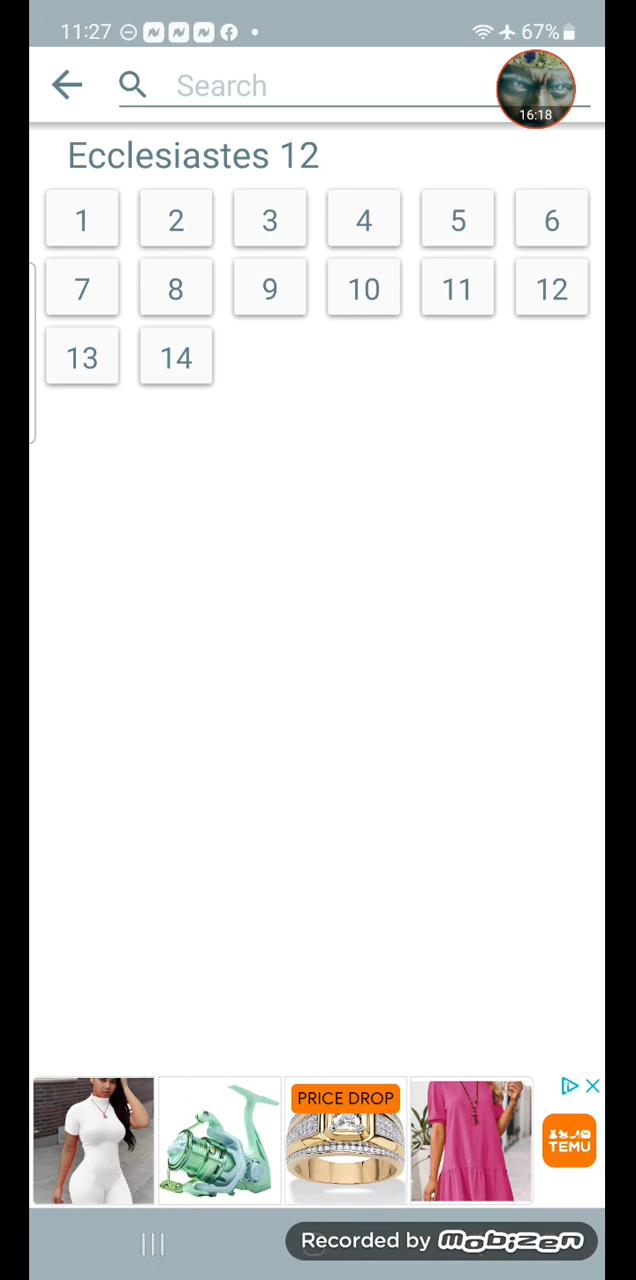 11:27 67%
Search
16:18
Ecclesiastes 12
1 2 3 4 5 6
7 8 9 10 11 12
13 14
PRICE DROP
TEMU
Recorded by mobizen